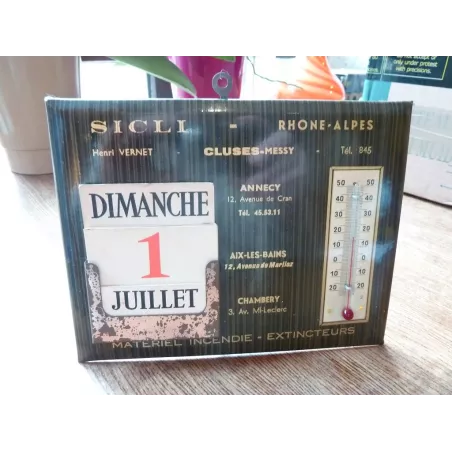 SICLI - RHONE-ALPES
Henri VERNET - CLUSES-MESSY - Tél. 845
ANNECY
12, Avenue de Cran
Tél. 45.53.11
DIMANCHE
1
JUILLET
AIX-LES-BAINS
12, Avenue de Marlioz
CHAMBERY
3, Av. Ml-Leclerc
MATERIEL INCENDIE - EXTINCTEURS
50 50
40 40
30 30
20 20
10 10
0 0
10 10
20 20